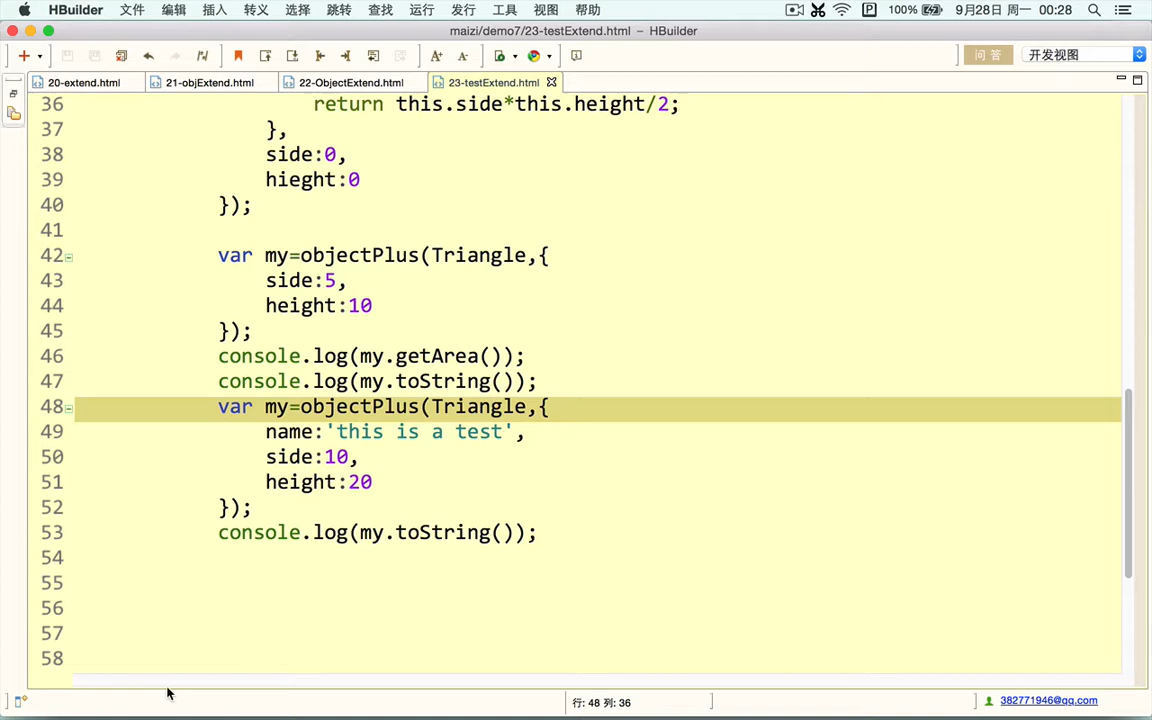 HBuilder 文件 编辑 插入 转义 选择 跳转 查找 运行 发行 工具 视图 帮助 100% 9月28日 周一 00:28
maizi/demo7/23-testExtend.html - HBuilder
问 答 开发视图
20-extend.html 21-objExtend.html 22-ObjectExtend.html 23-testExtend.html
36 return this.side*this.height/2;
37 },
38 side:0,
39 hieght:0
40 });
41
42 var my=objectPlus(Triangle,{
43 side:5,
44 height:10
45 });
46 console.log(my.getArea());
47 console.log(my.toString());
48 var my=objectPlus(Triangle,{
49 name:'this is a test',
50 side:10,
51 height:20
52 });
53 console.log(my.toString());
54
55
56
57
58
行: 48 列: 36 382771946@qq.com